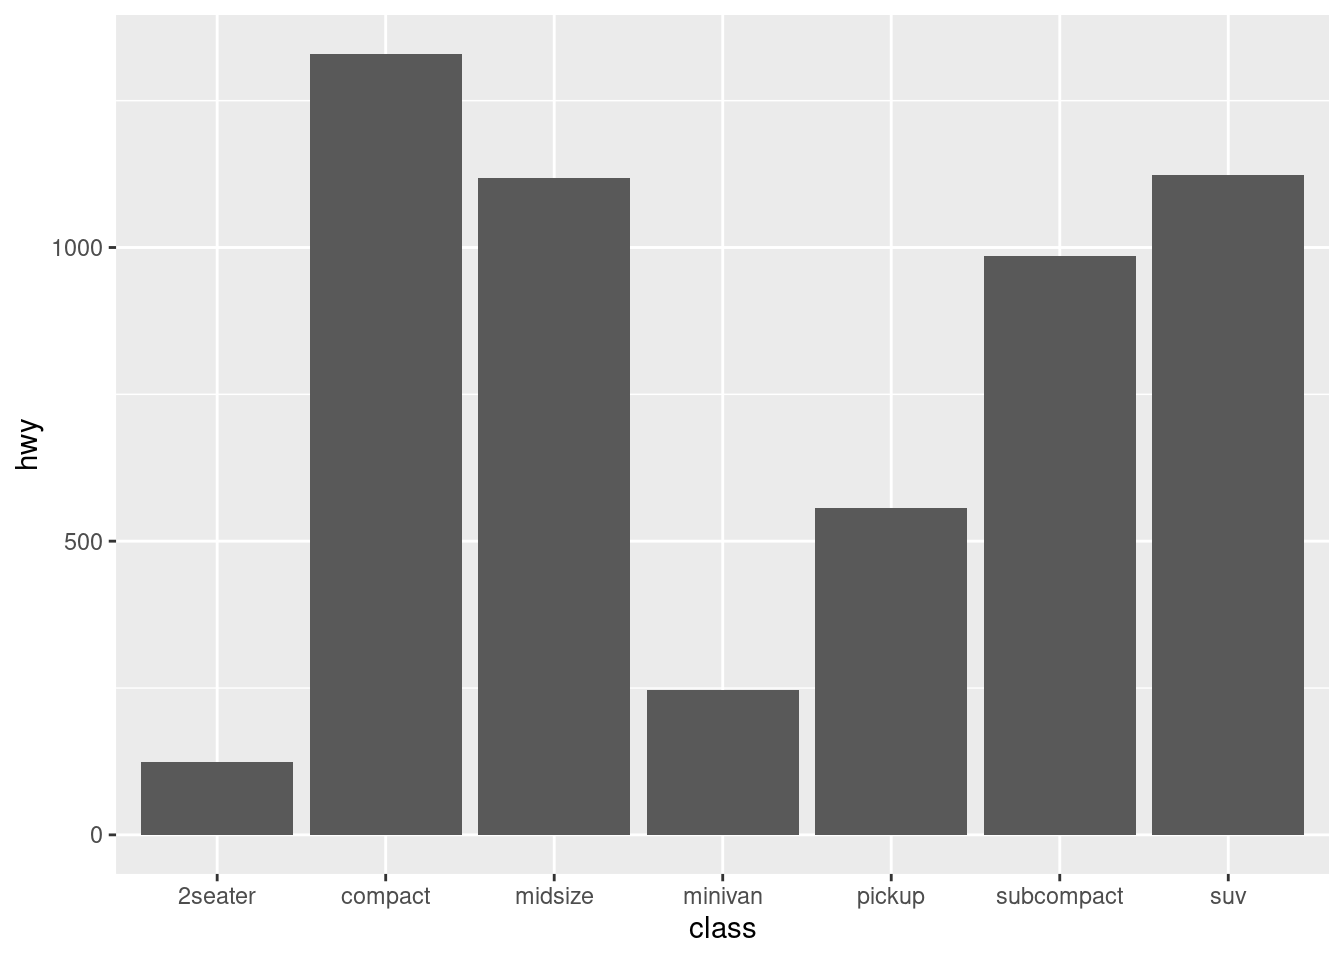 hwy
1000
500
0
2seater compact midsize minivan pickup subcompact suv
class